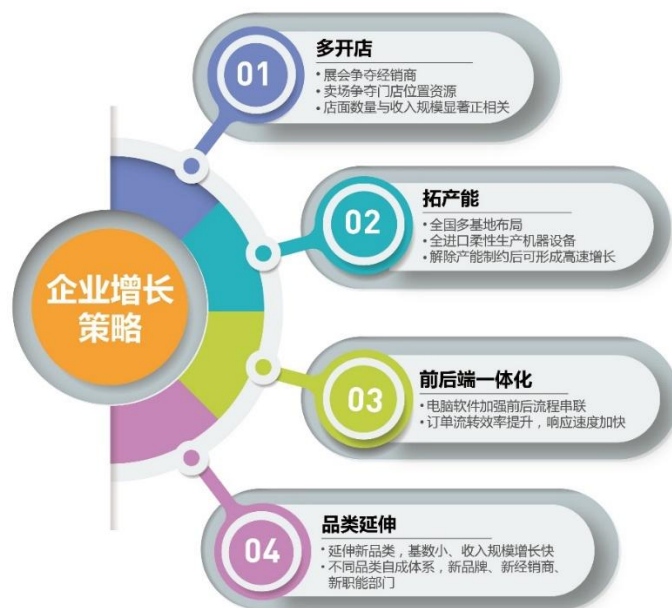 企业增长
策略
01
多开店
•展会争夺经销商
•卖场争夺门店位置资源
•店面数量与收入规模显著正相关
02
拓产能
•全国多基地布局
•全进口柔性生产机器设备
•解除产能制约后可形成高速增长
03
前后端一体化
•电脑软件加强前后流程串联
•订单流转效率提升，响应速度加快
04
品类延伸
•延伸新品类，基数小、收入规模增长快
•不同品类自成体系，新品牌、新经销商、
新职能部门